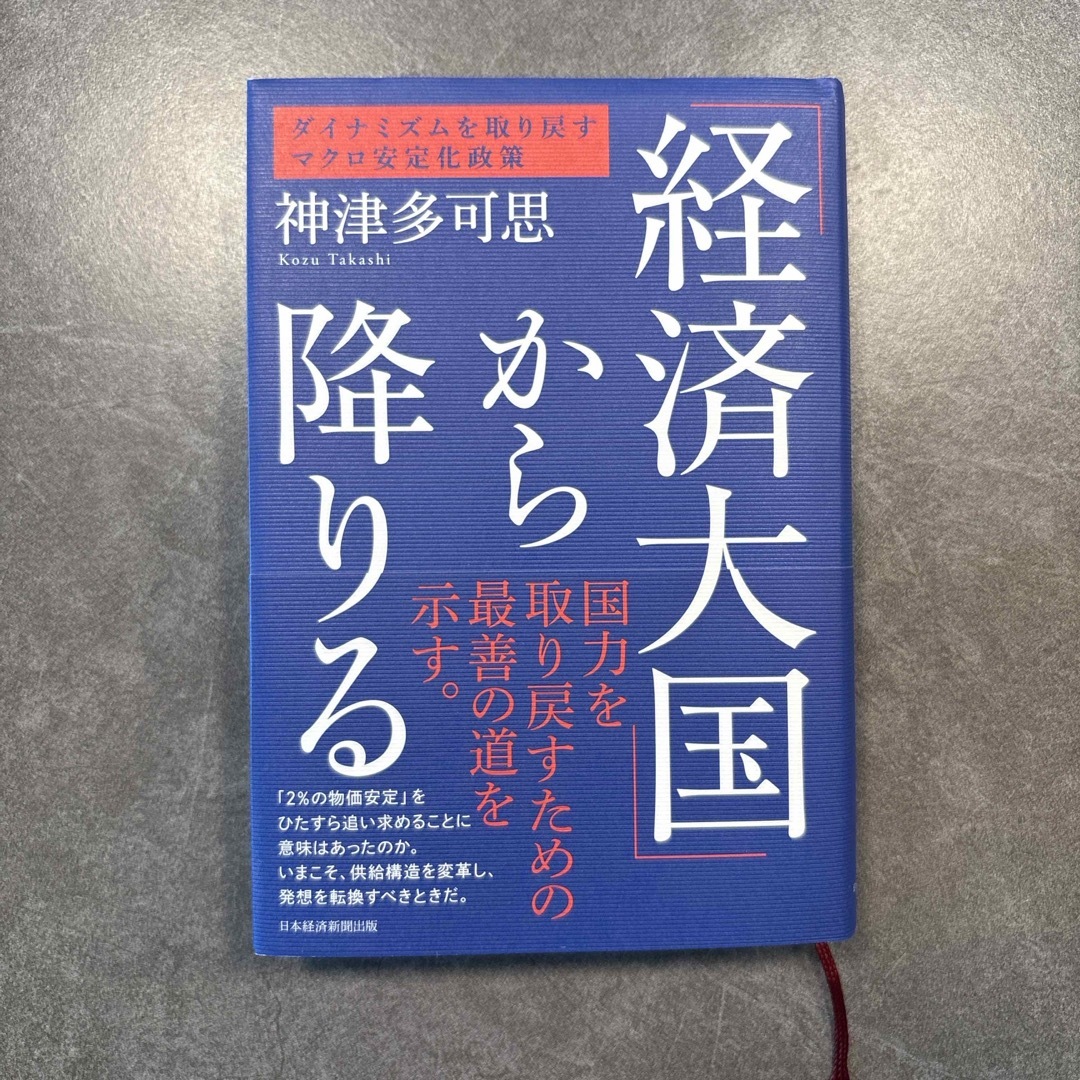 ダイナミズムを取り戻す
マクロ安定化政策
神津多可思
Kozu Takashi
「経済大国」
から
降りる
国力を
取り戻すための
最善の道を
示す。
「2%の物価安定」を
ひたすら追い求めることに
意味はあったのか。
いまこそ、供給構造を変革し、
発想を転換すべきときだ。
日本経済新聞出版